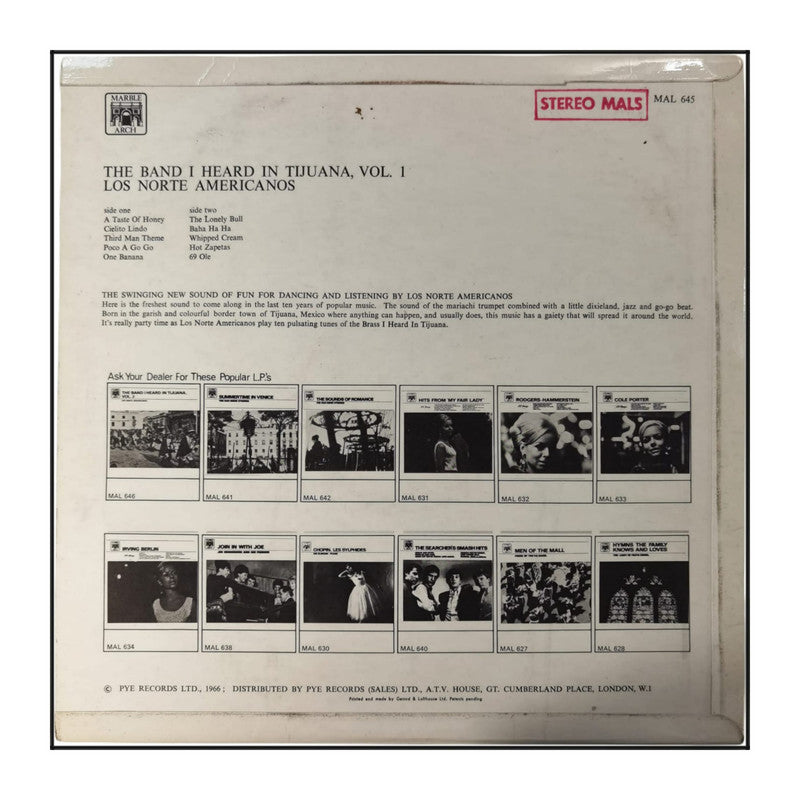 MARBLE
ARCH
STEREO MALS
MAL 645
THE BAND I HEARD IN TIJUANA, VOL. 1
LOS NORTE AMERICANOS
side one
A Taste Of Honey
Cielito Lindo
Third Man Theme
Poco A Go Go
One Banana
side two
The Lonely Bull
Baha Ha Ha
Whipped Cream
Hot Zapetas
69 Ole
THE SWINGING NEW SOUND OF FUN FOR DANCING AND LISTENING BY LOS NORTE AMERICANOS
Here is the freshest sound to come along in the last ten years of popular music. The sound of the mariachi trumpet combined with a little dixieland, jazz and go-go beat.
Born in the garish and colourful border town of Tijuana, Mexico where anything can happen, and usually does, this music has a gaiety that will spread it around the world.
It's really party time as Los Norte Americanos play ten pulsating tunes of the Brass I Heard In Tijuana.
Ask Your Dealer For These Popular L.P.'s
THE BAND I HEARD IN TIJUANA,
VOL. 2
SUMMERTIME IN VENICE
THE SOUNDS OF ROMANCE
HITS FROM 'MY FAIR LADY'
RODGERS-HAMMERSTEIN
COLE PORTER
MAL 646
MAL 641
MAL 642
MAL 631
MAL 632
MAL 633
IRVING BERLIN
JOIN IN WITH JOE
CHOPIN. LES SYLPHIDES
THE SEARCHER'S SMASH HITS
MEN OF THE MALL
HYMNS THE FAMILY
KNOWS AND LOVES
MAL 634
MAL 638
MAL 630
MAL 640
MAL 627
MAL 628
© PYE RECORDS LTD., 1966; DISTRIBUTED BY PYE RECORDS (SALES) LTD., A.T.V. HOUSE, GT. CUMBERLAND PLACE, LONDON, W.1
Printed and made by Garrod & Lofthouse Ltd. Patents pending